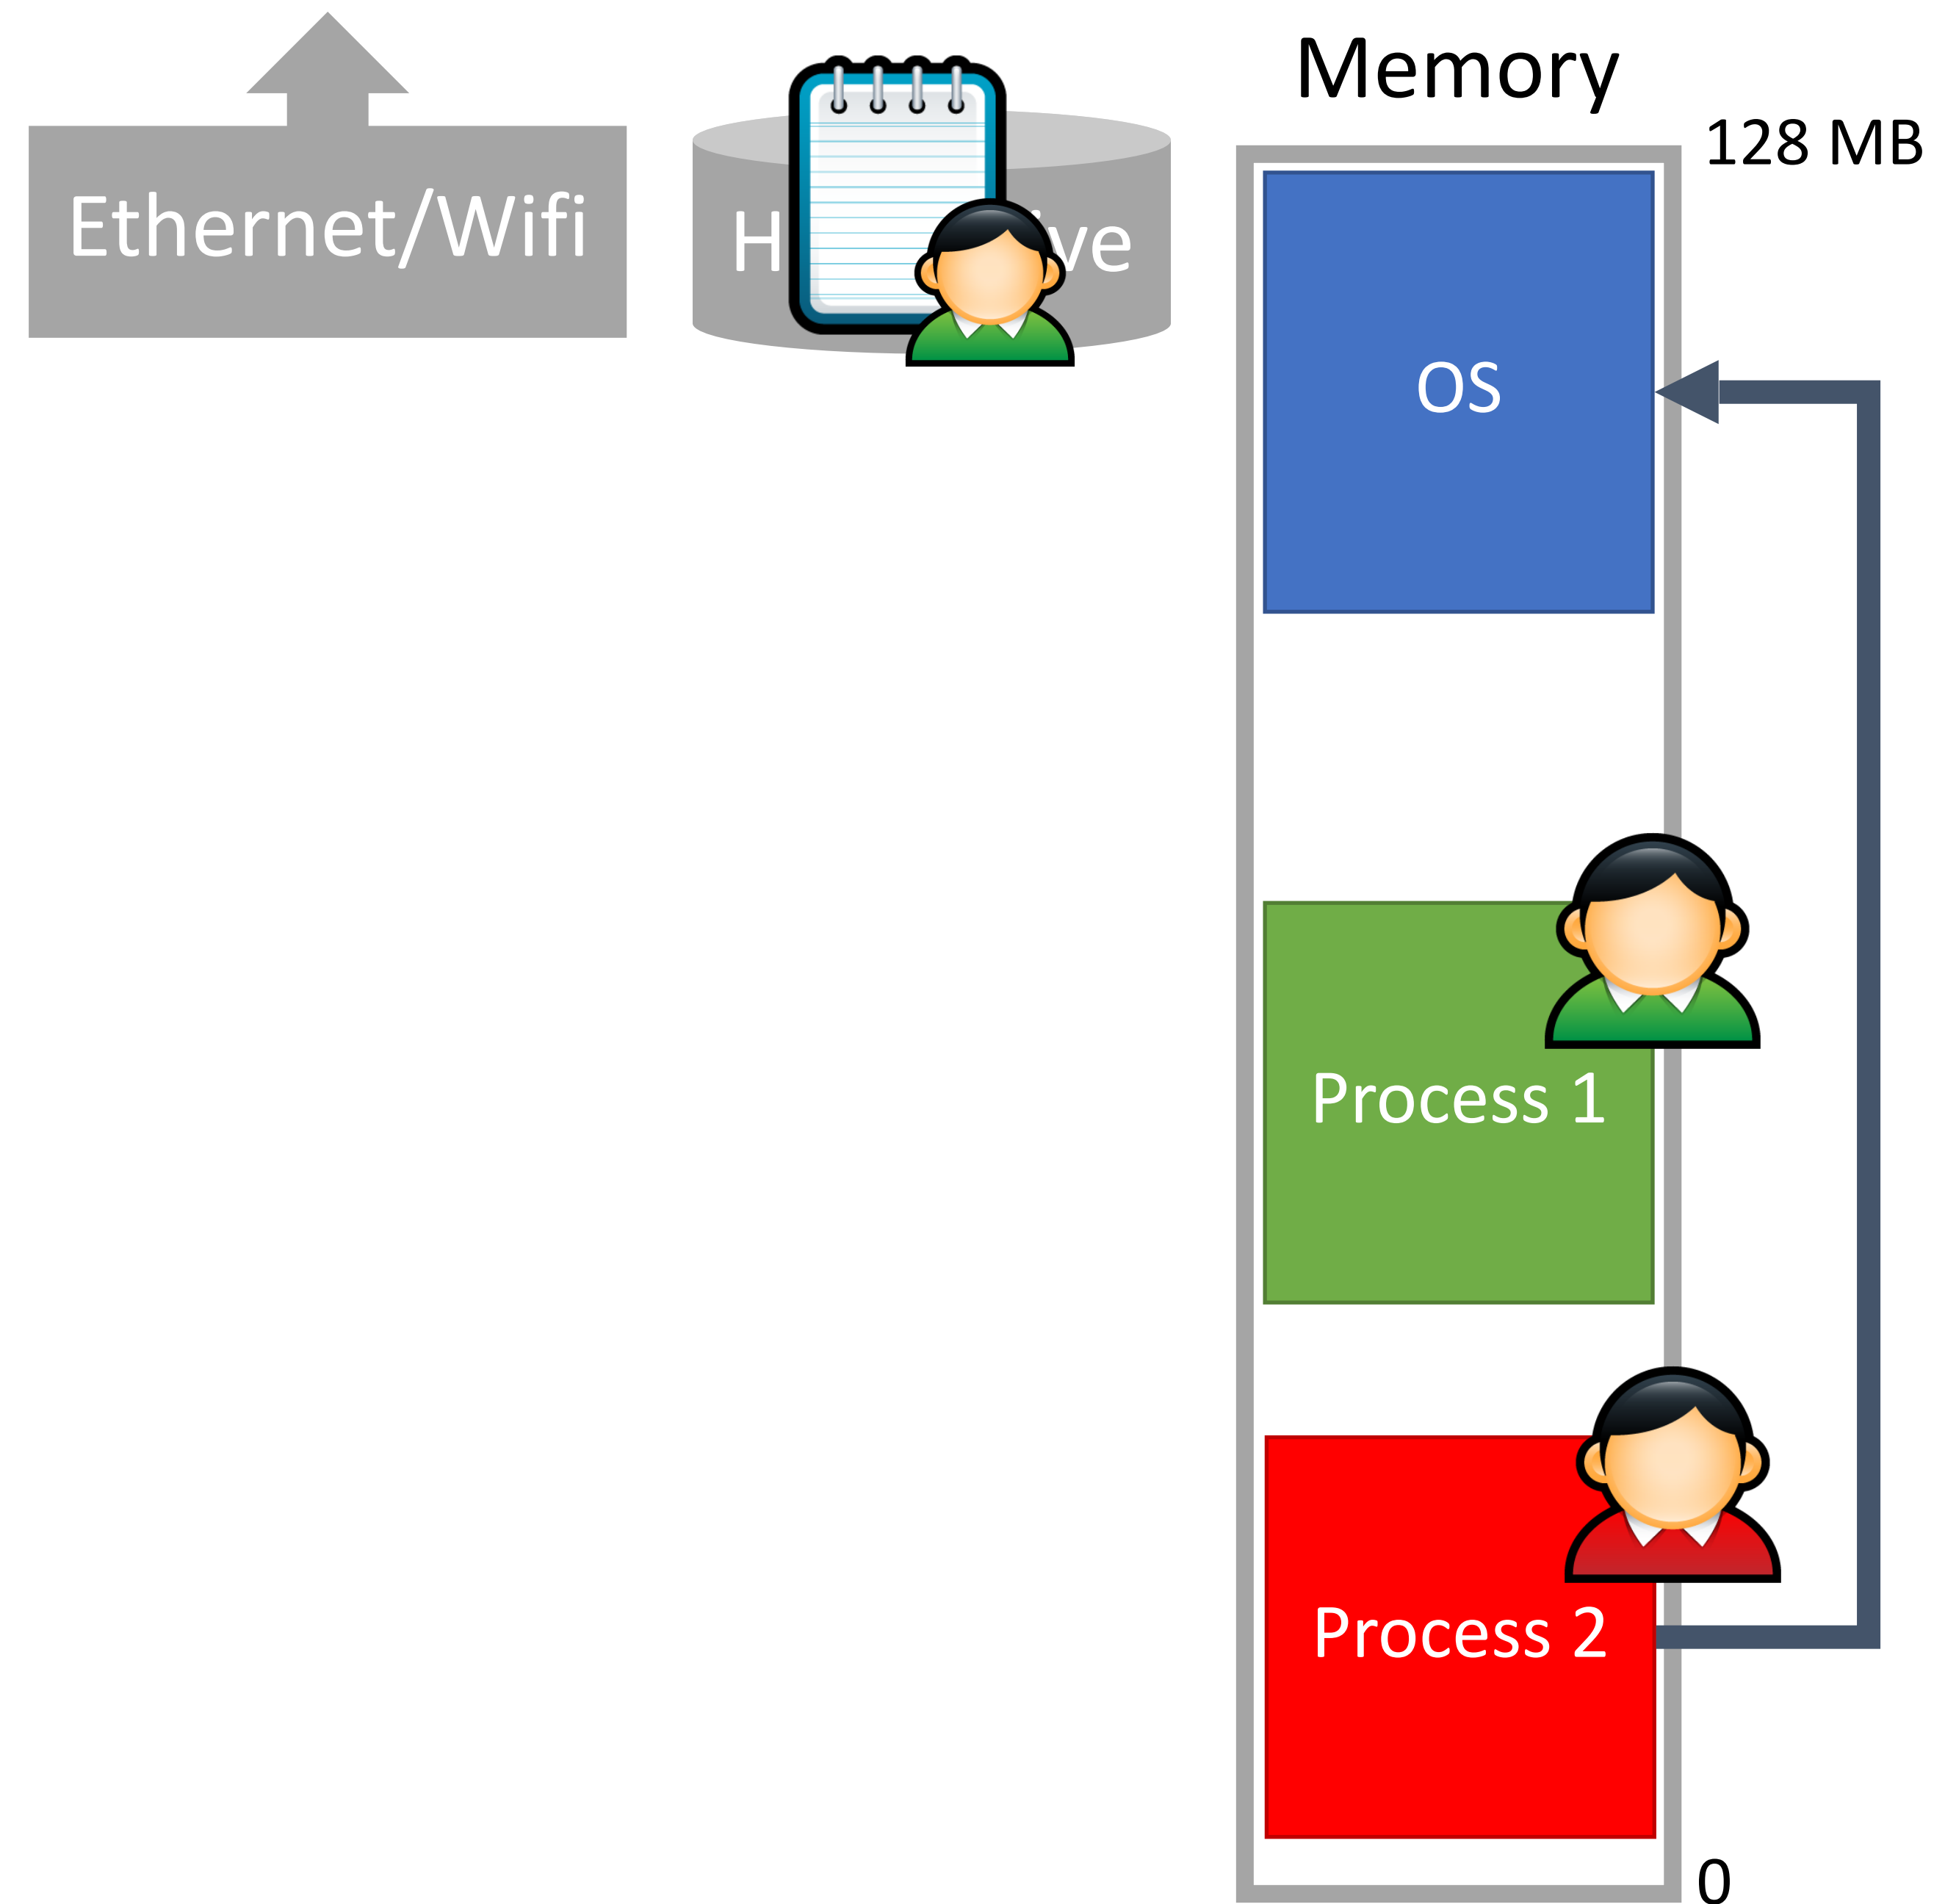 Ethernet/Wifi
Memory
128 MB
OS
Process 1
Process 2
0